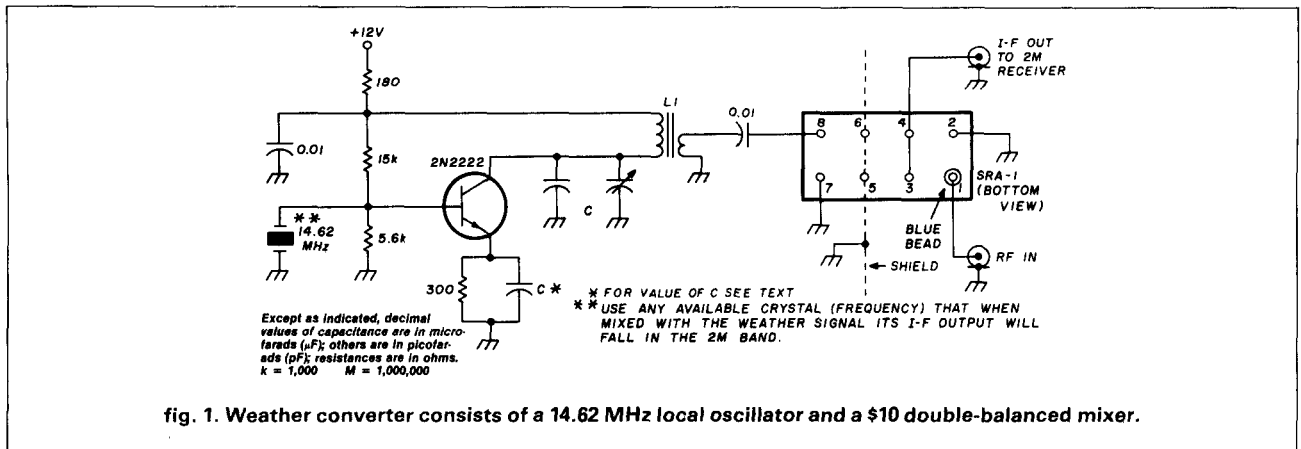 +12V
180
0.01
15k
2N2222
L1
0.01
8
6
4
2
7
5
3
1
I-F OUT
TO 2M
RECEIVER
SRA-1
(BOTTOM
VIEW)
BLUE
BEAD
RF IN
SHIELD
C
**
14.62
MHz
5.6k
300
C *
* FOR VALUE OF C SEE TEXT
** USE ANY AVAILABLE CRYSTAL (FREQUENCY) THAT WHEN
MIXED WITH THE WEATHER SIGNAL ITS I-F OUTPUT WILL
FALL IN THE 2M BAND.
Except as indicated, decimal
values of capacitance are in micro-
farads (μF); others are in picofar-
ads (pF); resistances are in ohms.
k = 1,000 M = 1,000,000
fig. 1. Weather converter consists of a 14.62 MHz local oscillator and a $10 double-balanced mixer.